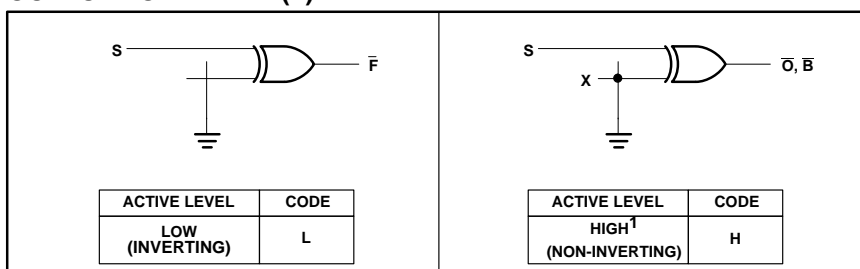 S
F̅
ACTIVE LEVEL CODE
LOW
(INVERTING) L
S
X
O̅, B̅
ACTIVE LEVEL CODE
HIGH¹
(NON-INVERTING) H